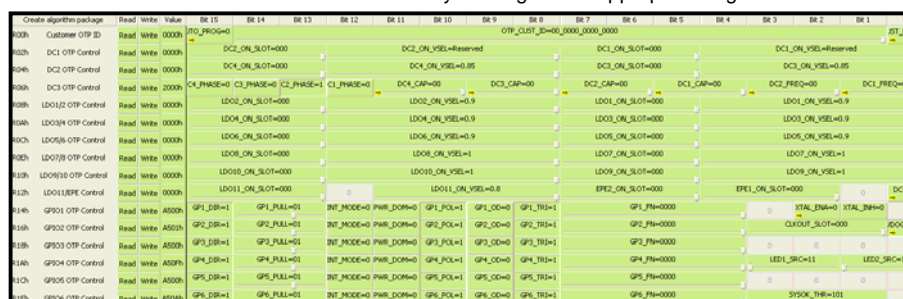 Create algorithm package Read Write Value Bit 15 Bit 14 Bit 13 Bit 12 Bit 11 Bit 10 Bit 9 Bit 8 Bit 7 Bit 6 Bit 5 Bit 4 Bit 3 Bit 2 Bit 1
R00h Customer OTP ID Read Write 0000h UTO_PROG=0 OTP_CUST_ID=00_0000_0000_0000
R02h DC1 OTP Control Read Write 0000h DC2_ON_SLOT=000 DC2_ON_VSEL=Reserved DC1_ON_SLOT=000 DC1_ON_VSEL=Reserved
R04h DC2 OTP Control Read Write 0000h DC4_ON_SLOT=000 DC4_ON_VSEL=0.85 DC3_ON_SLOT=000 DC3_ON_VSEL=0.85
R06h DC3 OTP Control Read Write 2000h C4_PHASE=0 C3_PHASE=0 C2_PHASE=1 C1_PHASE=0 DC4_CAP=00 DC3_CAP=00 DC2_CAP=00 DC1_CAP=00 DC2_FREQ=00 DC1_FREQ=
R08h LDO1/2 OTP Control Read Write 0000h LDO2_ON_SLOT=000 LDO2_ON_VSEL=0.9 LDO1_ON_SLOT=000 LDO1_ON_VSEL=0.9
R0Ah LDO3/4 OTP Control Read Write 0000h LDO4_ON_SLOT=000 LDO4_ON_VSEL=0.9 LDO3_ON_SLOT=000 LDO3_ON_VSEL=0.9
R0Ch LDO5/6 OTP Control Read Write 0000h LDO6_ON_SLOT=000 LDO6_ON_VSEL=0.9 LDO5_ON_SLOT=000 LDO5_ON_VSEL=0.9
R0Eh LDO7/8 OTP Control Read Write 0000h LDO8_ON_SLOT=000 LDO8_ON_VSEL=1 LDO7_ON_SLOT=000 LDO7_ON_VSEL=1
R10h LDO9/10 OTP Control Read Write 0000h LDO10_ON_SLOT=000 LDO10_ON_VSEL=1 LDO9_ON_SLOT=000 LDO9_ON_VSEL=1
R12h LDO11/EPE Control Read Write 0000h LDO11_ON_SLOT=000 0 LDO11_ON_VSEL=0.8 EPE2_ON_SLOT=000 EPE1_ON_SLOT=000 0 DC
R14h GPIO1 OTP Control Read Write A500h GP1_DIR=1 GP1_PULL=01 INT_MODE=0 PWR_DOM=0 GP1_POL=1 GP1_OD=0 GP1_TRI=1 GP1_FN=0000 0 XTAL_ENA=0 XTAL_INH=0
R16h GPIO2 OTP Control Read Write A501h GP2_DIR=1 GP2_PULL=01 INT_MODE=0 PWR_DOM=0 GP2_POL=1 GP2_OD=0 GP2_TRI=1 GP2_FN=0000 CLKOUT_SLOT=000
R18h GPIO3 OTP Control Read Write A500h GP3_DIR=1 GP3_PULL=01 INT_MODE=0 PWR_DOM=0 GP3_POL=1 GP3_OD=0 GP3_TRI=1 GP3_FN=0000 0 0 0
R1Ah GPIO4 OTP Control Read Write A50Fh GP4_DIR=1 GP4_PULL=01 INT_MODE=0 PWR_DOM=0 GP4_POL=1 GP4_OD=0 GP4_TRI=1 GP4_FN=0000 LED1_SRC=11 LED2_SRC=
R1Ch GPIO5 OTP Control Read Write A500h GP5_DIR=1 GP5_PULL=01 INT_MODE=0 PWR_DOM=0 GP5_POL=1 GP5_OD=0 GP5_TRI=1 GP5_FN=0000 0 0 0
R1Eh GPIO6 OTP Control Read Write A50Ah GP6_DIR=1 GP6_PULL=01 INT_MODE=0 PWR_DOM=0 GP6_POL=1 GP6_OD=0 GP6_TRI=1 GP6_FN=0000 SYSOK_THR=101